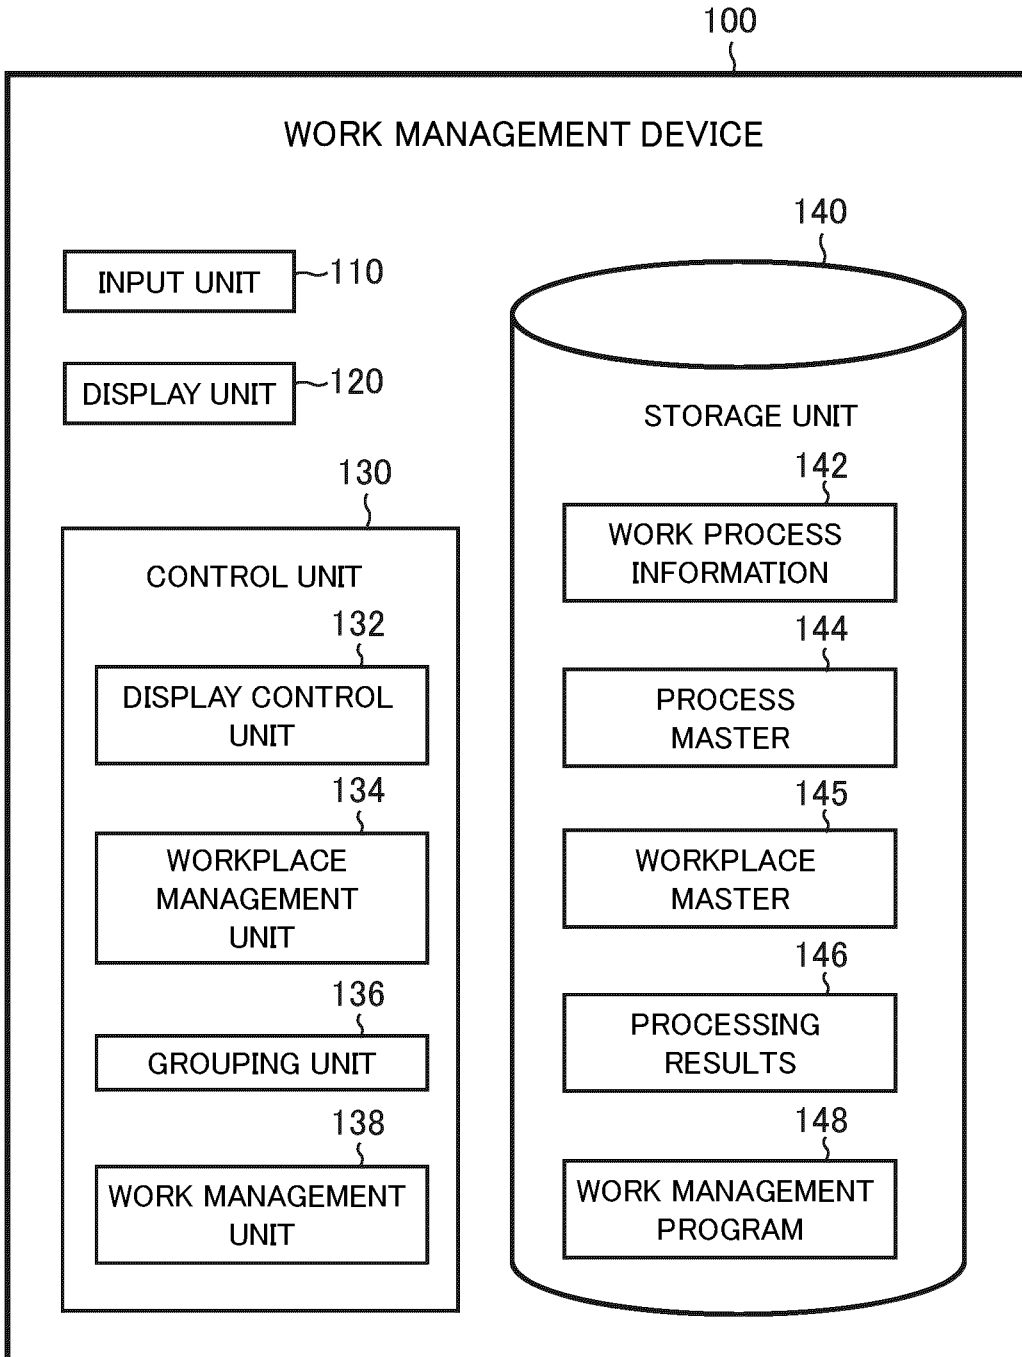 100
WORK MANAGEMENT DEVICE
INPUT UNIT
110
DISPLAY UNIT
120
130
CONTROL UNIT
132
DISPLAY CONTROL
UNIT
134
WORKPLACE
MANAGEMENT
UNIT
136
GROUPING UNIT
138
WORK MANAGEMENT
UNIT
140
STORAGE UNIT
142
WORK PROCESS
INFORMATION
144
PROCESS
MASTER
145
WORKPLACE
MASTER
146
PROCESSING
RESULTS
148
WORK MANAGEMENT
PROGRAM